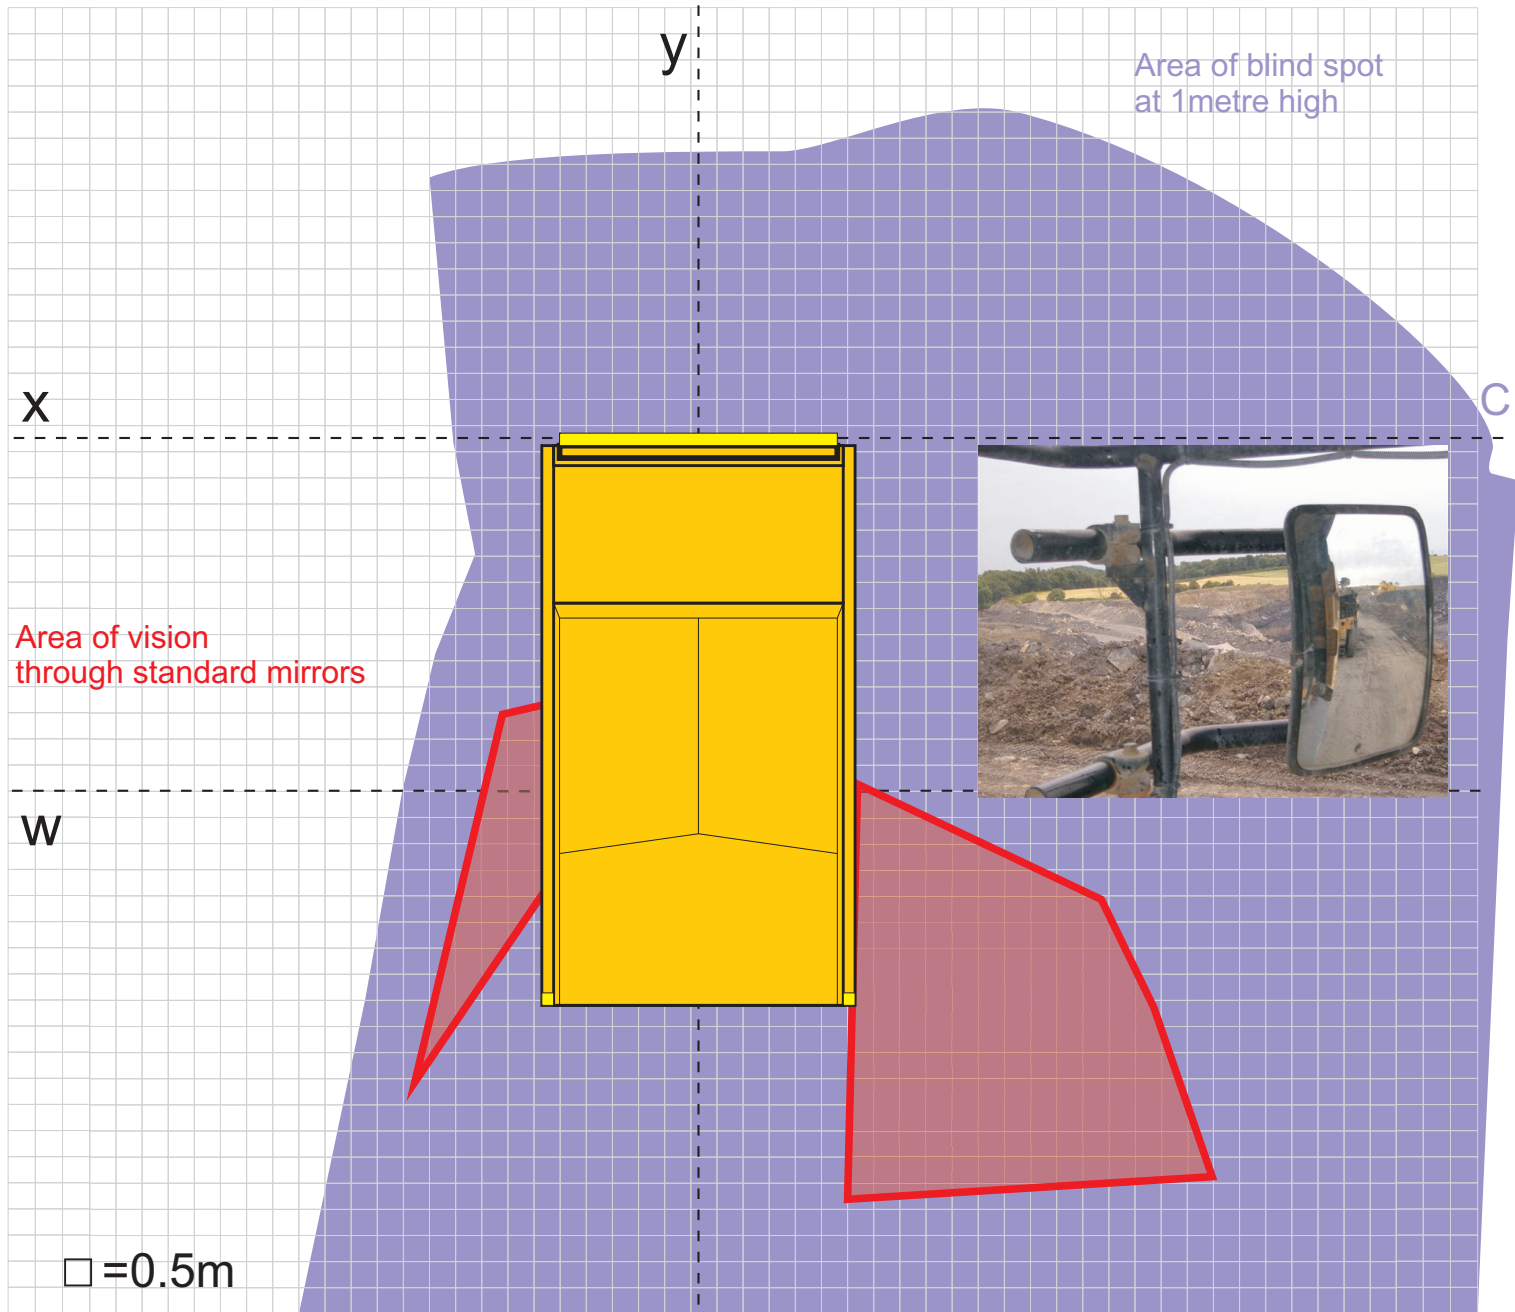 y
Area of blind spot
at 1metre high
x
C
Area of vision
through standard mirrors
w
=0.5m